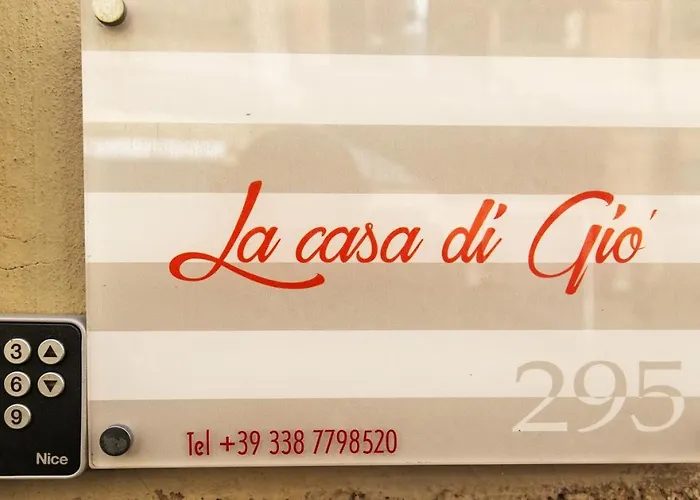 La casa di Gio'
295
Tel +39 338 7798520
3
6
9
Nice